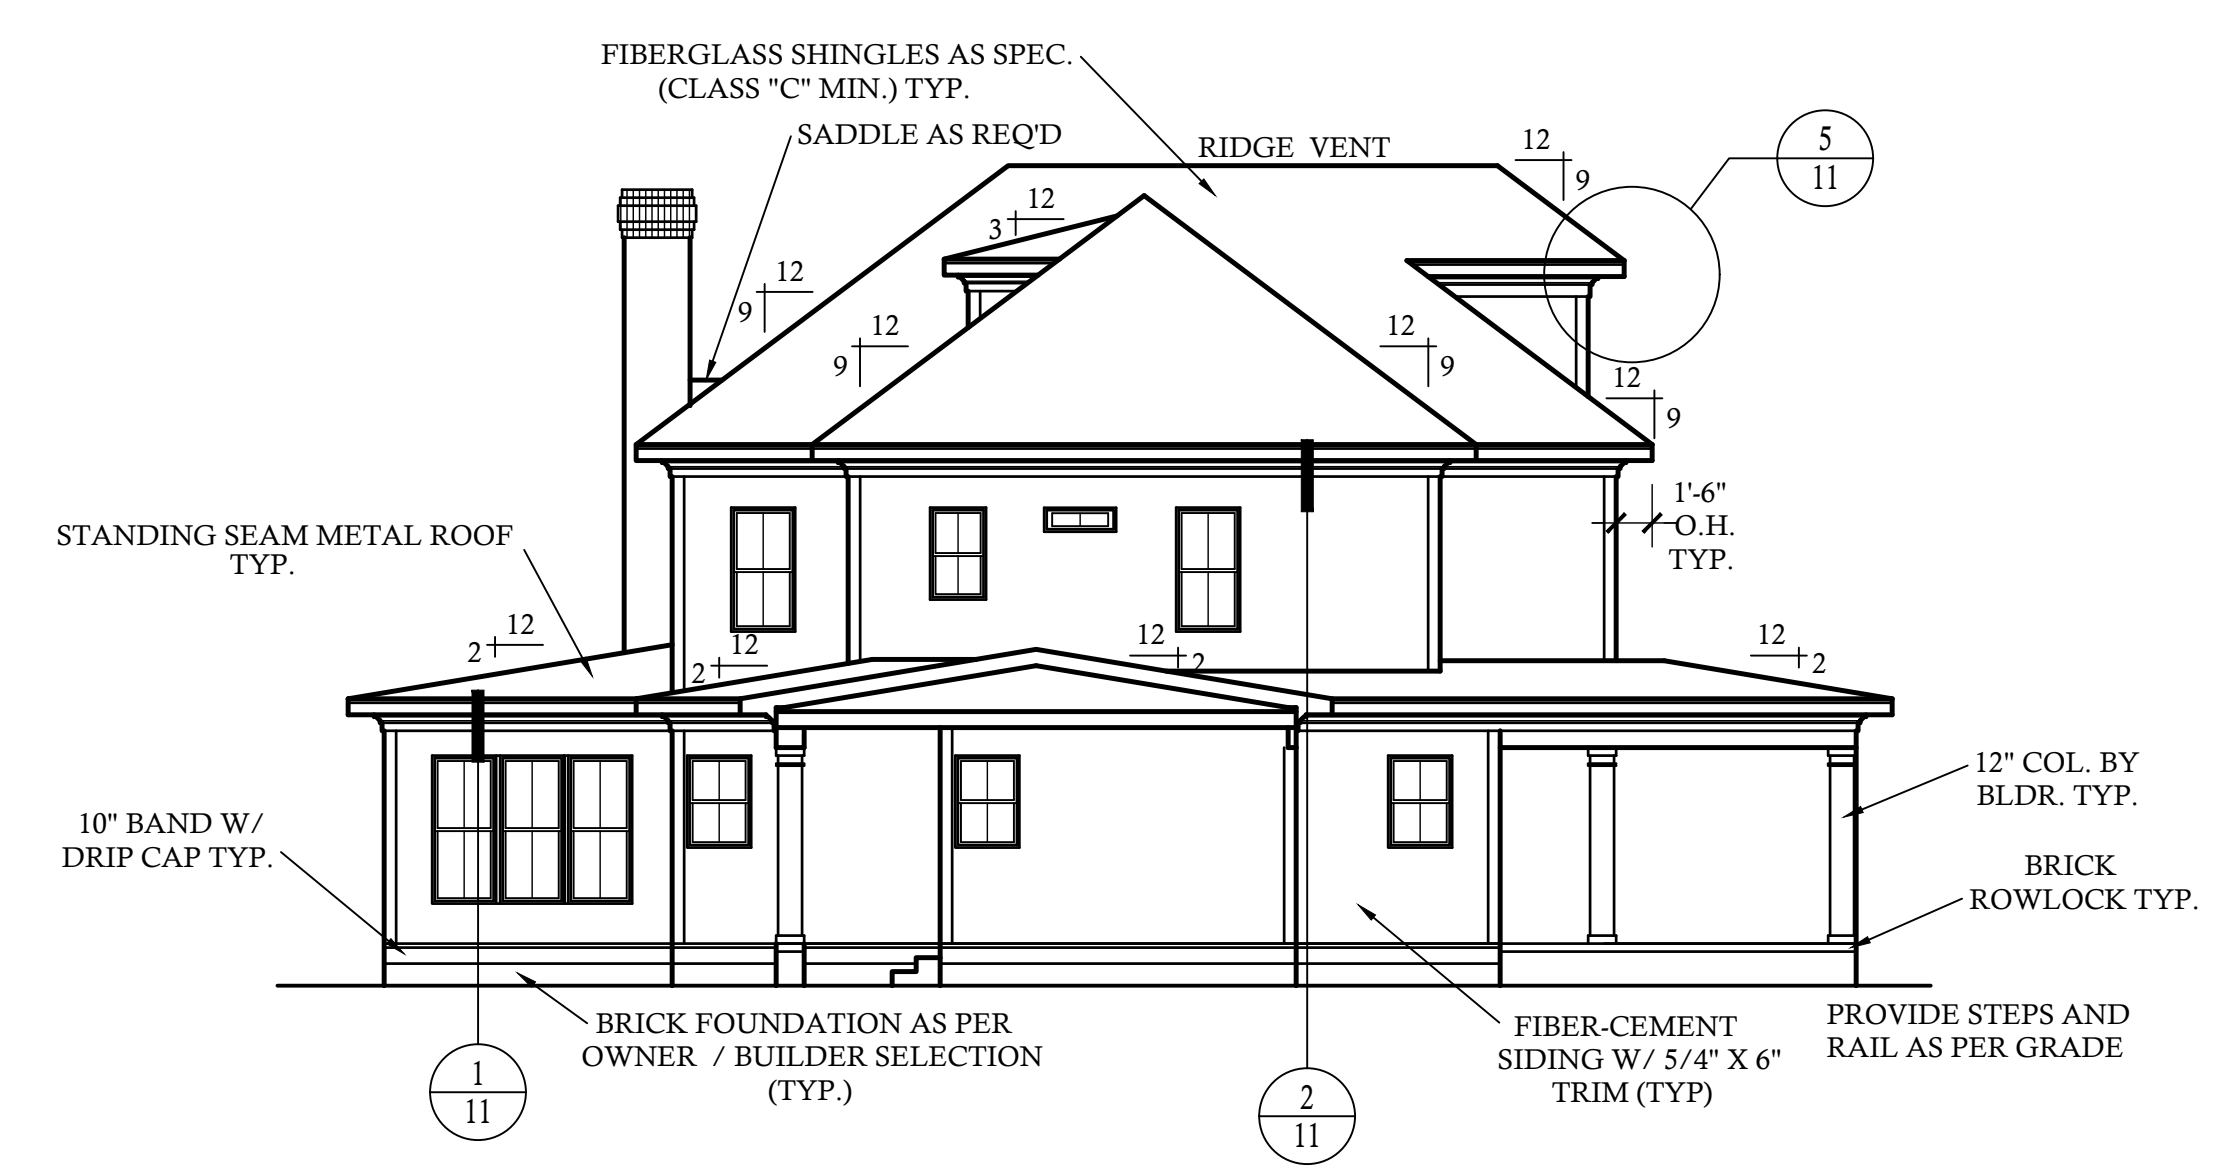 FIBERGLASS SHINGLES AS SPEC.
(CLASS "C" MIN.) TYP.
SADDLE AS REQ'D
RIDGE VENT
12
9
5
11
12
3
12
9
12
9
12
9
12
9
1'-6"
O.H.
TYP.
STANDING SEAM METAL ROOF
TYP.
12
2
12
2
12
2
12
2
12" COL. BY
BLDR. TYP.
10" BAND W/
DRIP CAP TYP.
BRICK
ROWLOCK TYP.
BRICK FOUNDATION AS PER
OWNER / BUILDER SELECTION
(TYP.)
FIBER-CEMENT
SIDING W/ 5/4" X 6"
TRIM (TYP)
PROVIDE STEPS AND
RAIL AS PER GRADE
1
11
2
11